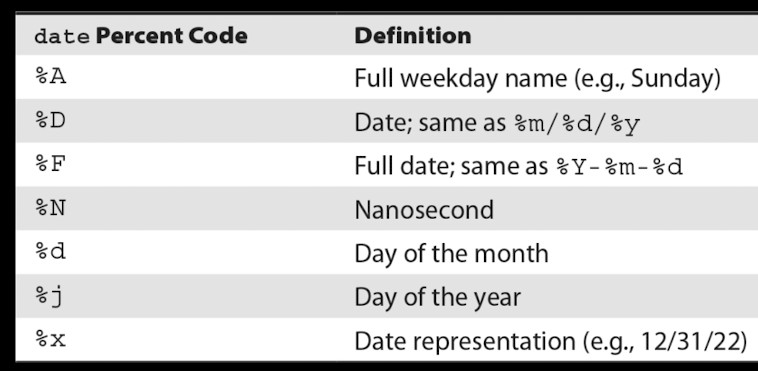 date Percent Code Definition
%A Full weekday name (e.g., Sunday)
%D Date; same as %m/%d/%y
%F Full date; same as %Y-%m-%d
%N Nanosecond
%d Day of the month
%j Day of the year
%x Date representation (e.g., 12/31/22)